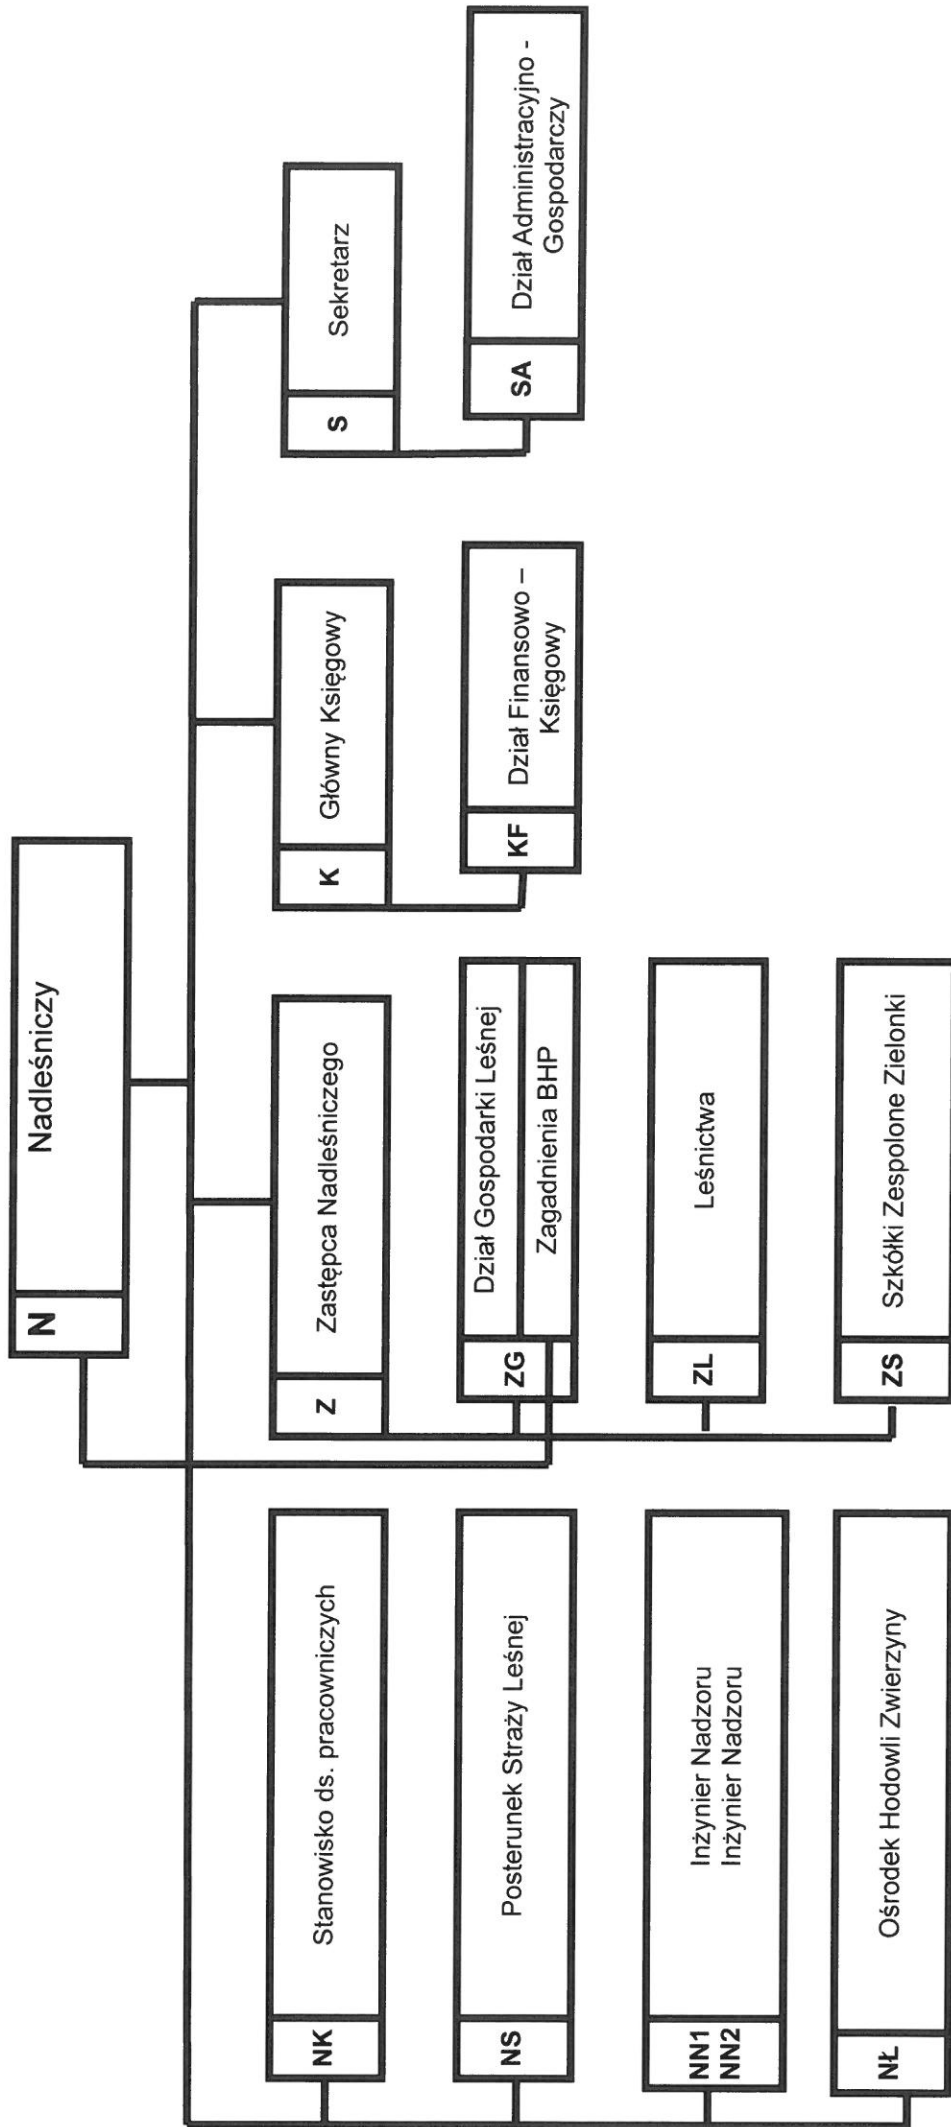 N
Nadleśniczy
NK
Stanowisko ds. pracowniczych
Z
Zastępca Nadleśniczego
K
Główny Księgowy
S
Sekretarz
NS
Posterunek Straży Leśnej
ZG
Dział Gospodarki Leśnej
Zagadnienia BHP
KF
Dział Finansowo –
Księgowy
SA
Dział Administracyjno -
Gospodarczy
NN1
NN2
Inżynier Nadzoru
Inżynier Nadzoru
ZL
Leśnictwa
NŁ
Ośrodek Hodowli Zwierzyny
ZS
Szkółki Zespolone Zielonki